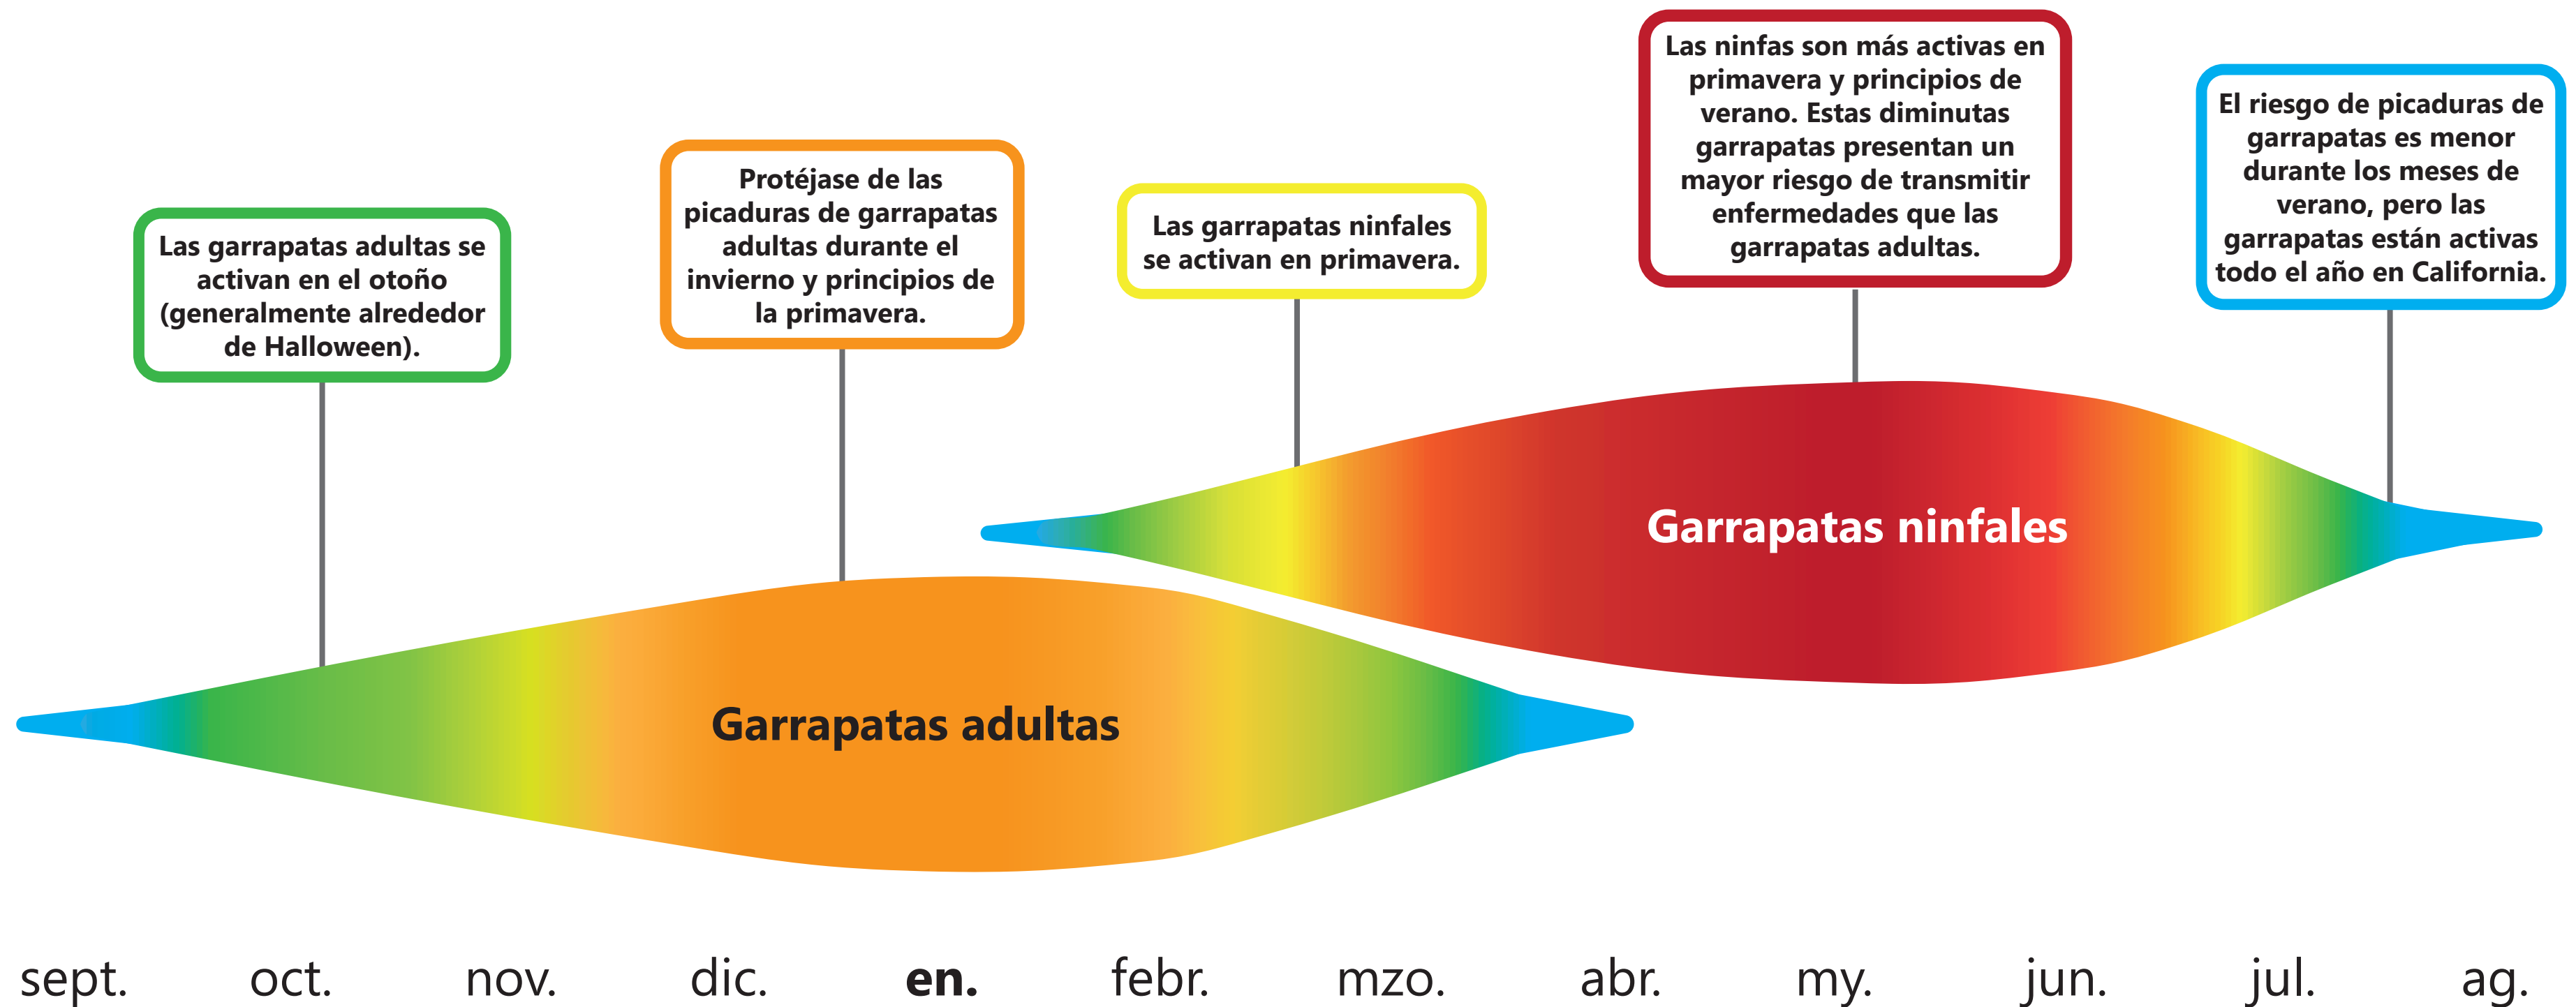 Las garrapatas adultas se
activan en el otoño
(generalmente alrededor
de Halloween).
Protéjase de las
picaduras de garrapatas
adultas durante el
invierno y principios de
la primavera.
Las garrapatas ninfales
se activan en primavera.
Las ninfas son más activas en
primavera y principios de
verano. Estas diminutas
garrapatas presentan un
mayor riesgo de transmitir
enfermedades que las
garrapatas adultas.
El riesgo de picaduras de
garrapatas es menor
durante los meses de
verano, pero las
garrapatas están activas
todo el año en California.
Garrapatas ninfales
Garrapatas adultas
sept. oct. nov. dic. en. febr. mzo. abr. my. jun. jul. ag.